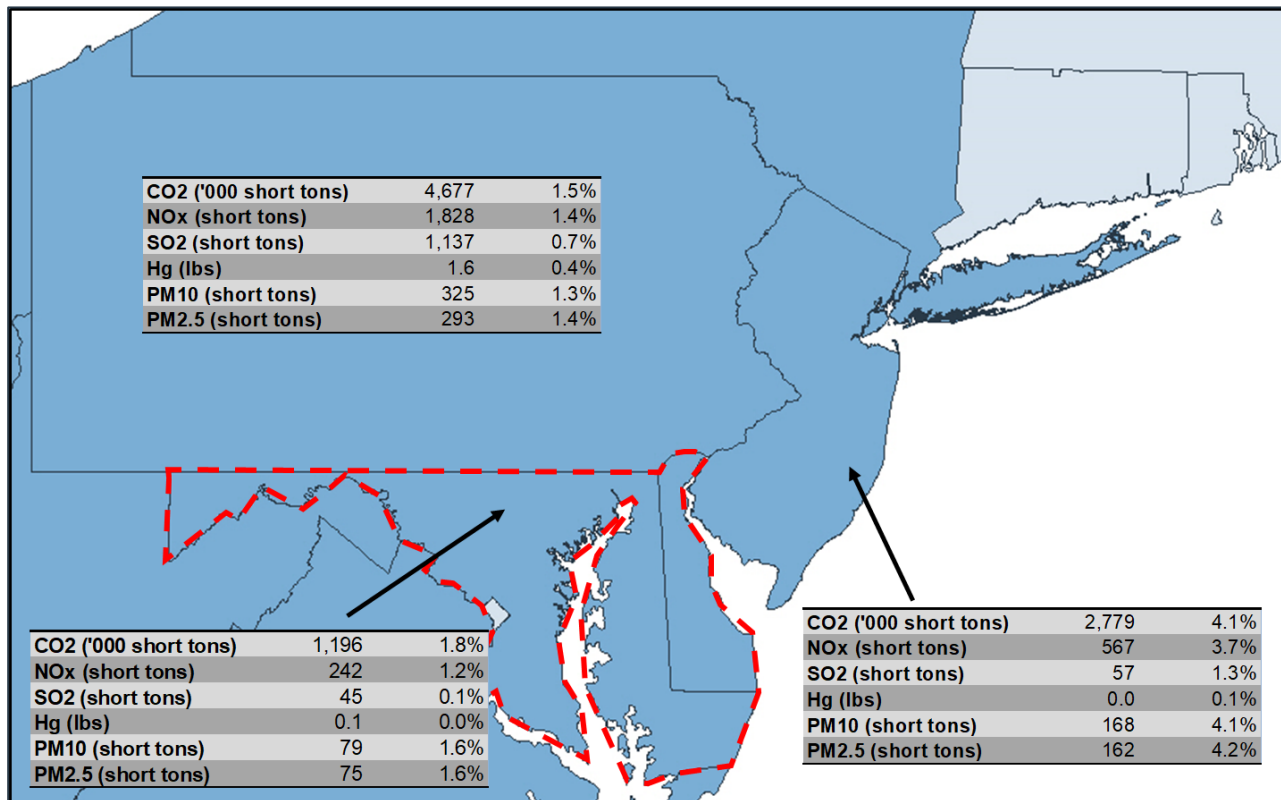 CO2 ('000 short tons) 4,677 1.5%
NOx (short tons) 1,828 1.4%
SO2 (short tons) 1,137 0.7%
Hg (lbs) 1.6 0.4%
PM10 (short tons) 325 1.3%
PM2.5 (short tons) 293 1.4%
CO2 ('000 short tons) 1,196 1.8%
NOx (short tons) 242 1.2%
SO2 (short tons) 45 0.1%
Hg (lbs) 0.1 0.0%
PM10 (short tons) 79 1.6%
PM2.5 (short tons) 75 1.6%
CO2 ('000 short tons) 2,779 4.1%
NOx (short tons) 567 3.7%
SO2 (short tons) 57 1.3%
Hg (lbs) 0.0 0.1%
PM10 (short tons) 168 4.1%
PM2.5 (short tons) 162 4.2%